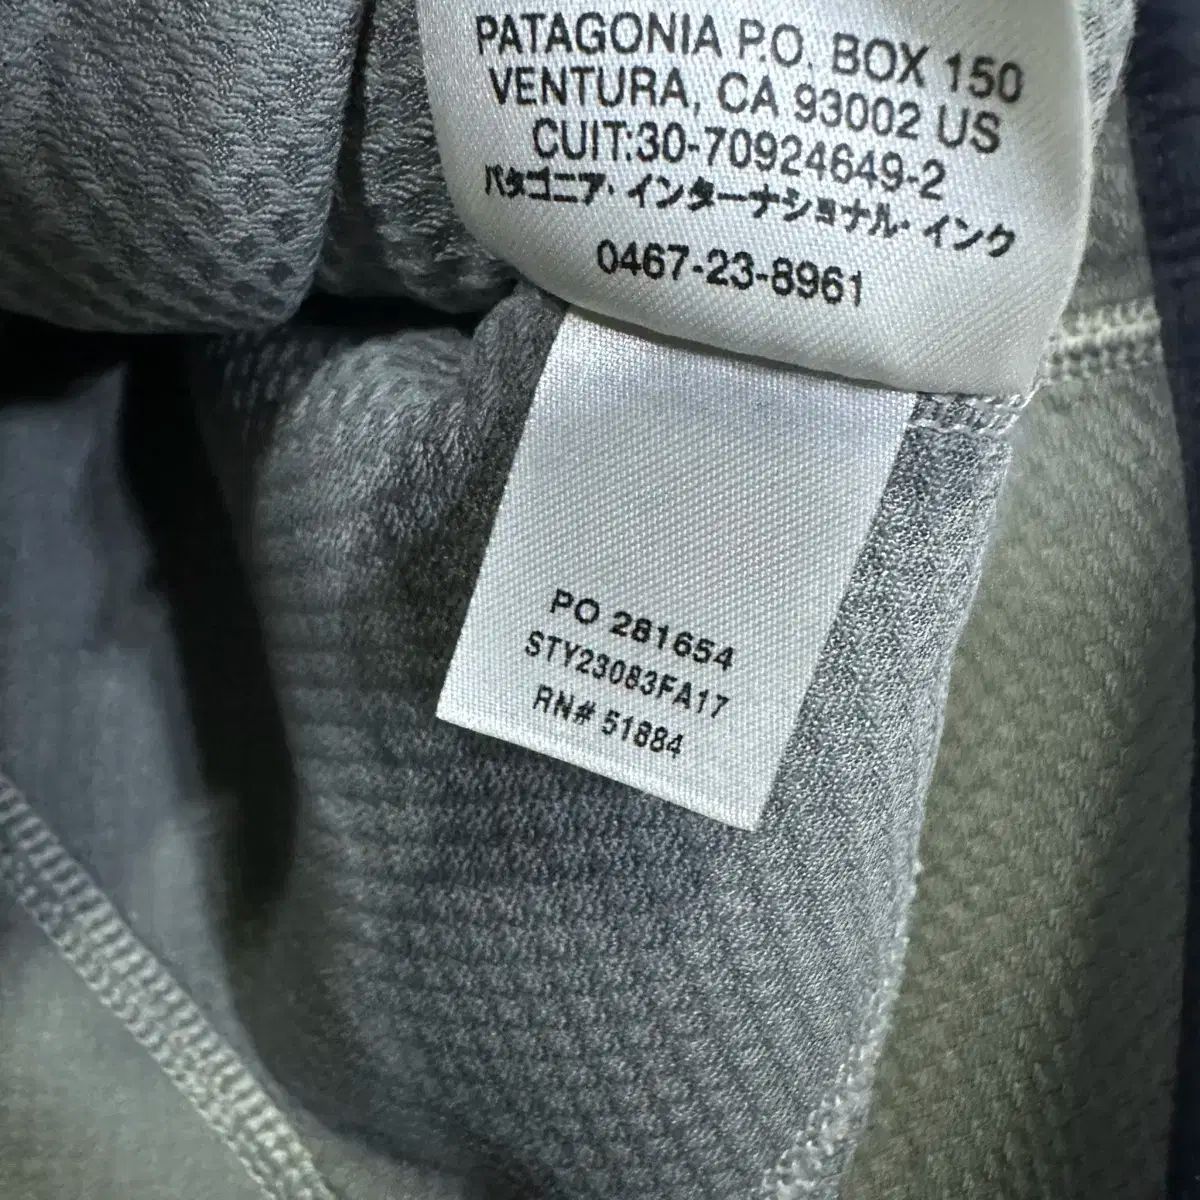 PATAGONIA P.O. BOX 150
VENTURA, CA 93002 US
CUIT:30-70924649-2
パタゴニア・インターナショナル・インク
0467-23-8961
PO 281654
STY23083FA17
RN# 51884